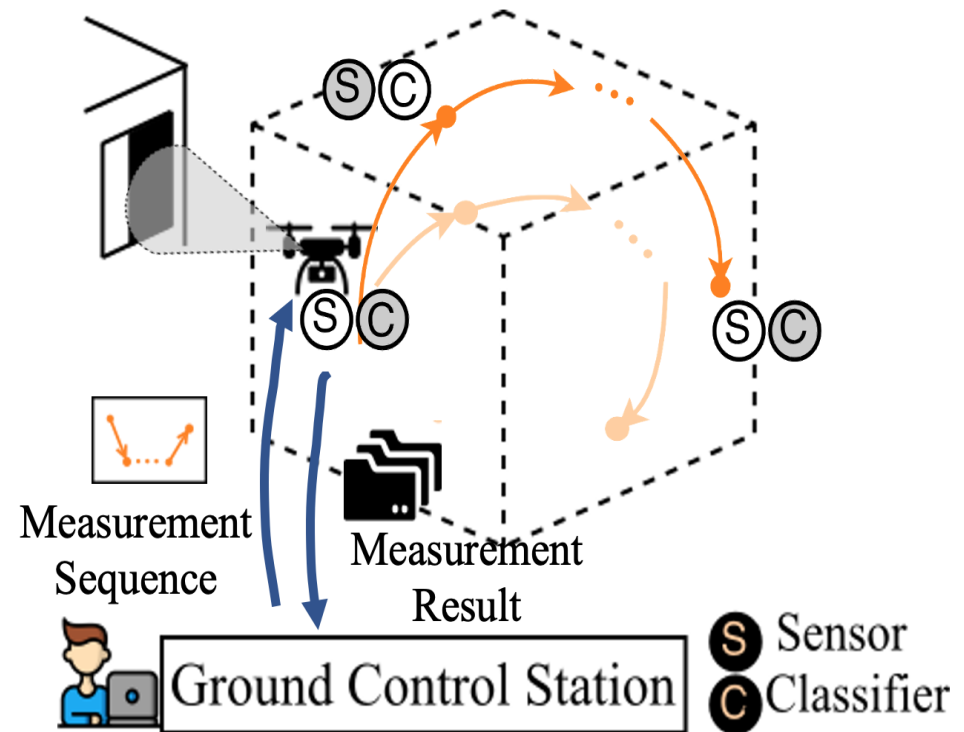 S C
S C
S C
Measurement
Sequence
Measurement
Result
Ground Control Station
S Sensor
C Classifier